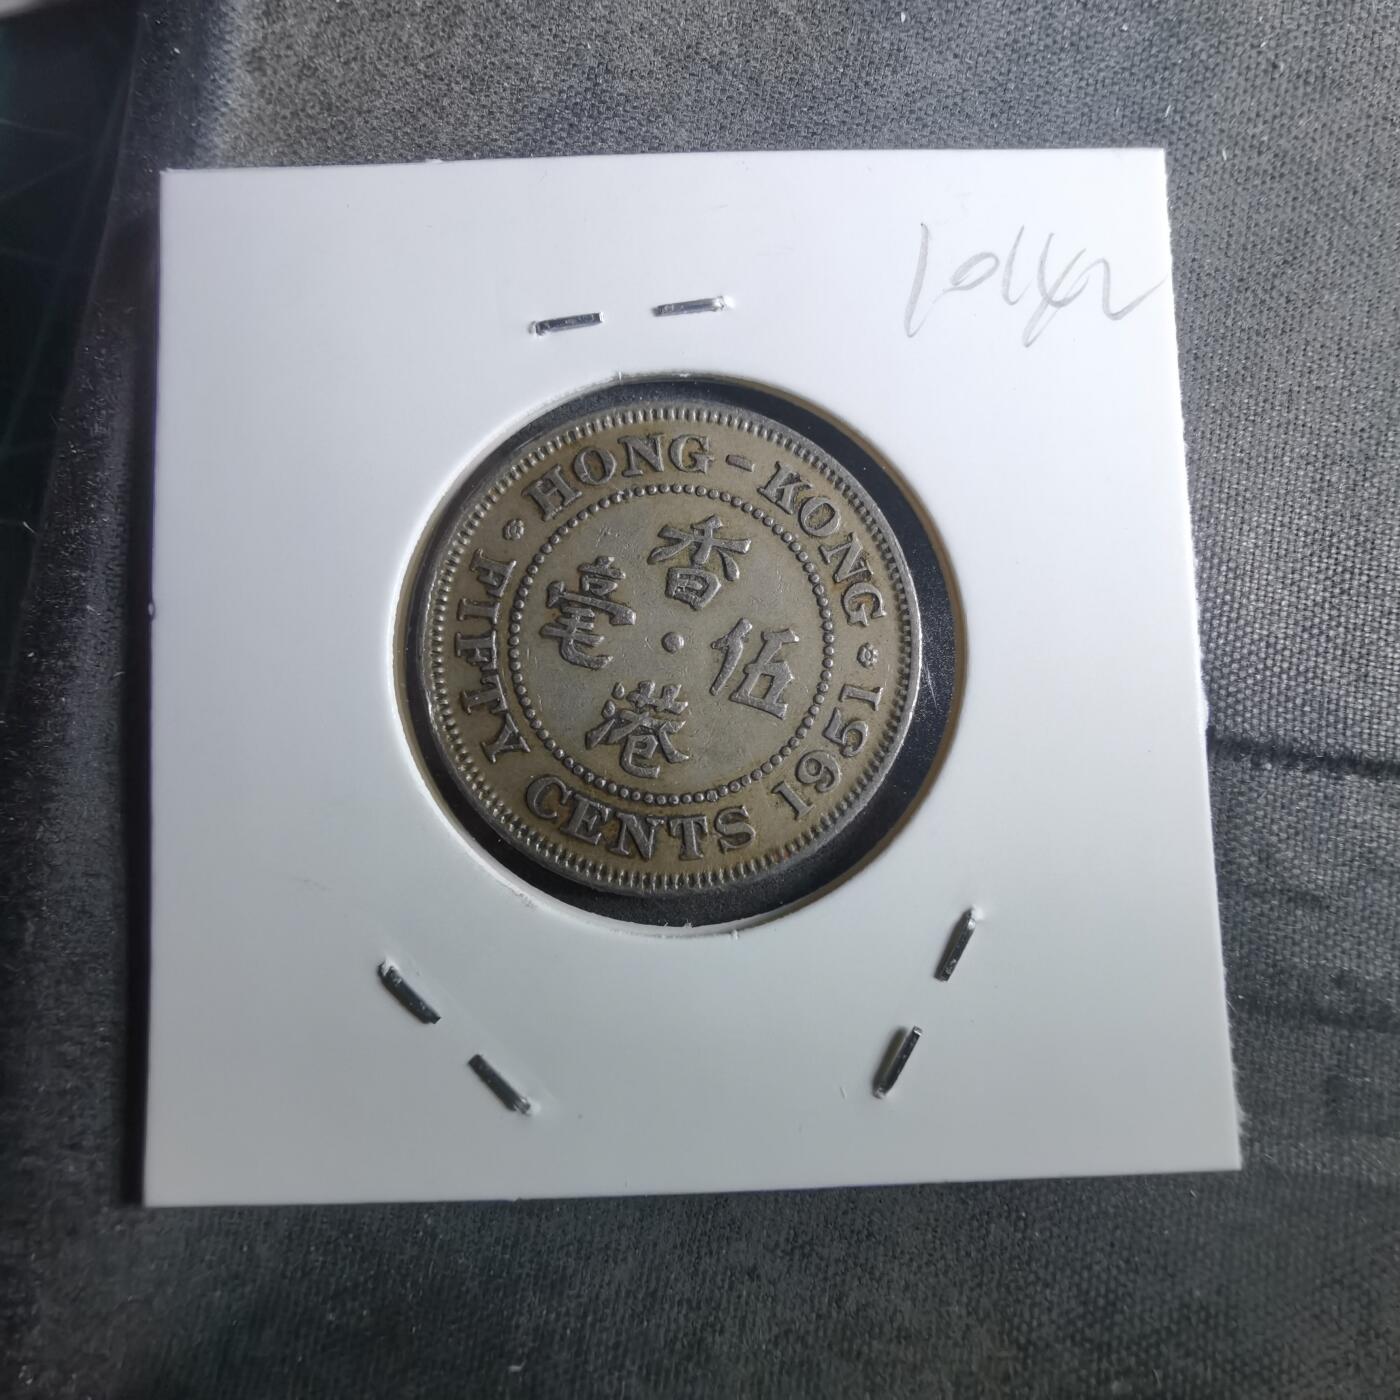 HONG-KONG
1951
FIFTY CENTS
香
港
伍
毫